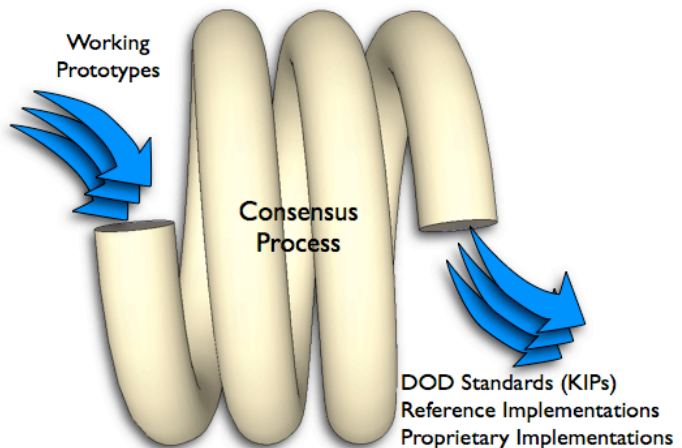 Working
Prototypes
Consensus
Process
DOD Standards (KIPs)
Reference Implementations
Proprietary Implementations